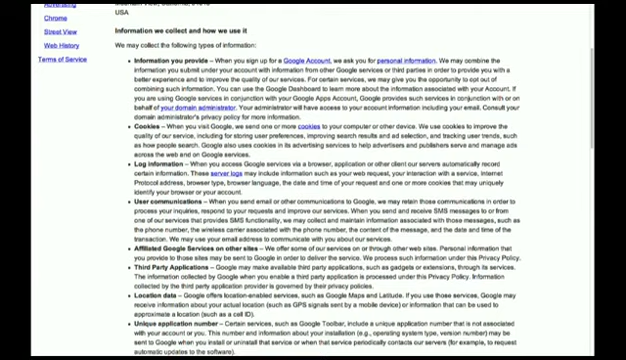 Advertising
Chrome
Street View
Web History
Terms of Service
USA
Information we collect and how we use it
We may collect the following types of information:
• Information you provide – When you sign up for a Google Account, we ask you for personal information. We may combine the
information you submit under your account with information from other Google services or third parties in order to provide you with a
better experience and to improve the quality of our services. For certain services, we may give you the opportunity to opt out of
combining such information. You can use the Google Dashboard to learn more about the information associated with your Account. If
you are using Google services in conjunction with your Google Apps Account, Google provides such services in conjunction with or on
behalf of your domain administrator. Your administrator will have access to your account information including your email. Consult your
domain administrator's privacy policy for more information.
• Cookies – When you visit Google, we send one or more cookies to your computer or other device. We use cookies to improve the
quality of our service, including for storing user preferences, improving search results and ad selection, and tracking user trends, such
as how people search. Google also uses cookies in its advertising services to help advertisers and publishers serve and manage ads
across the web and on Google services.
• Log information – When you access Google services via a browser, application or other client our servers automatically record
certain information. These server logs may include information such as your web request, your interaction with a service, Internet
Protocol address, browser type, browser language, the date and time of your request and one or more cookies that may uniquely
identify your browser or your account.
• User communications – When you send email or other communications to Google, we may retain those communications in order to
process your inquiries, respond to your requests and improve our services. When you send and receive SMS messages to or from
one of our services that provides SMS functionality, we may collect and maintain information associated with those messages, such as
the phone number, the wireless carrier associated with the phone number, the content of the message, and the date and time of the
transaction. We may use your email address to communicate with you about our services.
• Affiliated Google Services on other sites – We offer some of our services on or through other web sites. Personal information that
you provide to those sites may be sent to Google in order to deliver the service. We process such information under this Privacy Policy.
• Third Party Applications – Google may make available third party applications, such as gadgets or extensions, through its services.
The information collected by Google when you enable a third party application is processed under this Privacy Policy. Information
collected by the third party application provider is governed by their privacy policies.
• Location data – Google offers location-enabled services, such as Google Maps and Latitude. If you use those services, Google may
receive information about your actual location (such as GPS signals sent by a mobile device) or information that can be used to
approximate a location (such as a cell ID).
• Unique application number – Certain services, such as Google Toolbar, include a unique application number that is not associated
with your account or you. This number and information about your installation (e.g., operating system type, version number) may be
sent to Google when you install or uninstall that service or when that service periodically contacts our servers (for example, to request
automatic updates to the software).